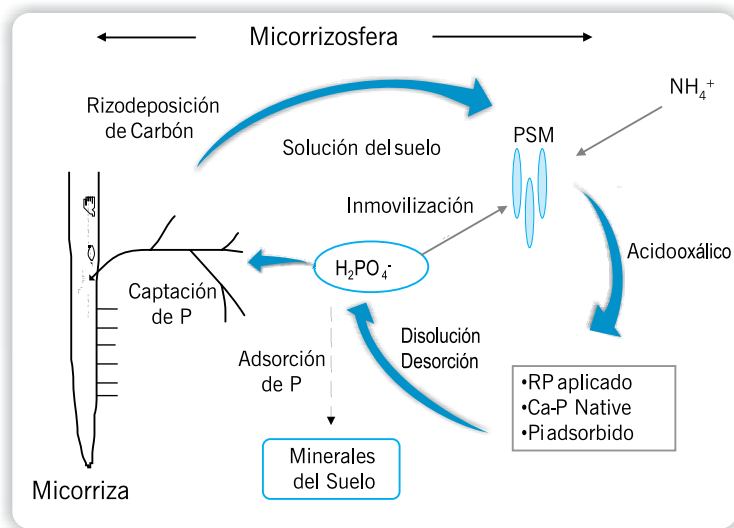 Micorrizosfera
Rizodeposición
de Carbón
NH₄⁺
PSM
Solución del suelo
Inmovilización
Acidooxálico
H₂PO₄⁻
Captación
de P
Disolución
Desorción
Adsorción
de P
•RP aplicado
•Ca-P Native
•Pi adsorbido
Minerales
del Suelo
Micorriza